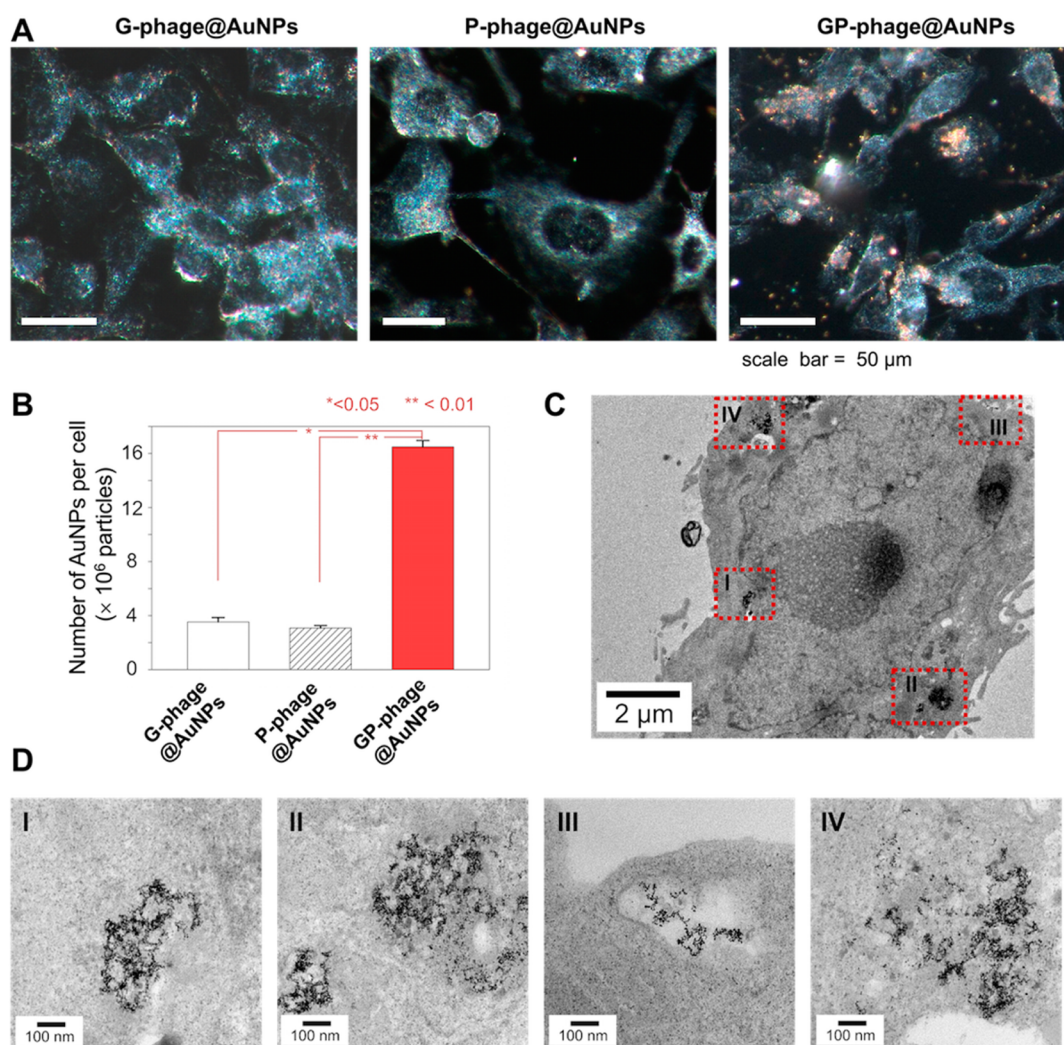 A
G-phage@AuNPs
P-phage@AuNPs
GP-phage@AuNPs
scale bar = 50 μm
B
*<0.05 ** < 0.01
*
**
Number of AuNPs per cell
(× 10⁶ particles)
16
12
8
4
0
G-phage
@AuNPs
P-phage
@AuNPs
GP-phage
@AuNPs
C
IV
III
I
II
2 μm
D
I
II
III
IV
100 nm
100 nm
100 nm
100 nm